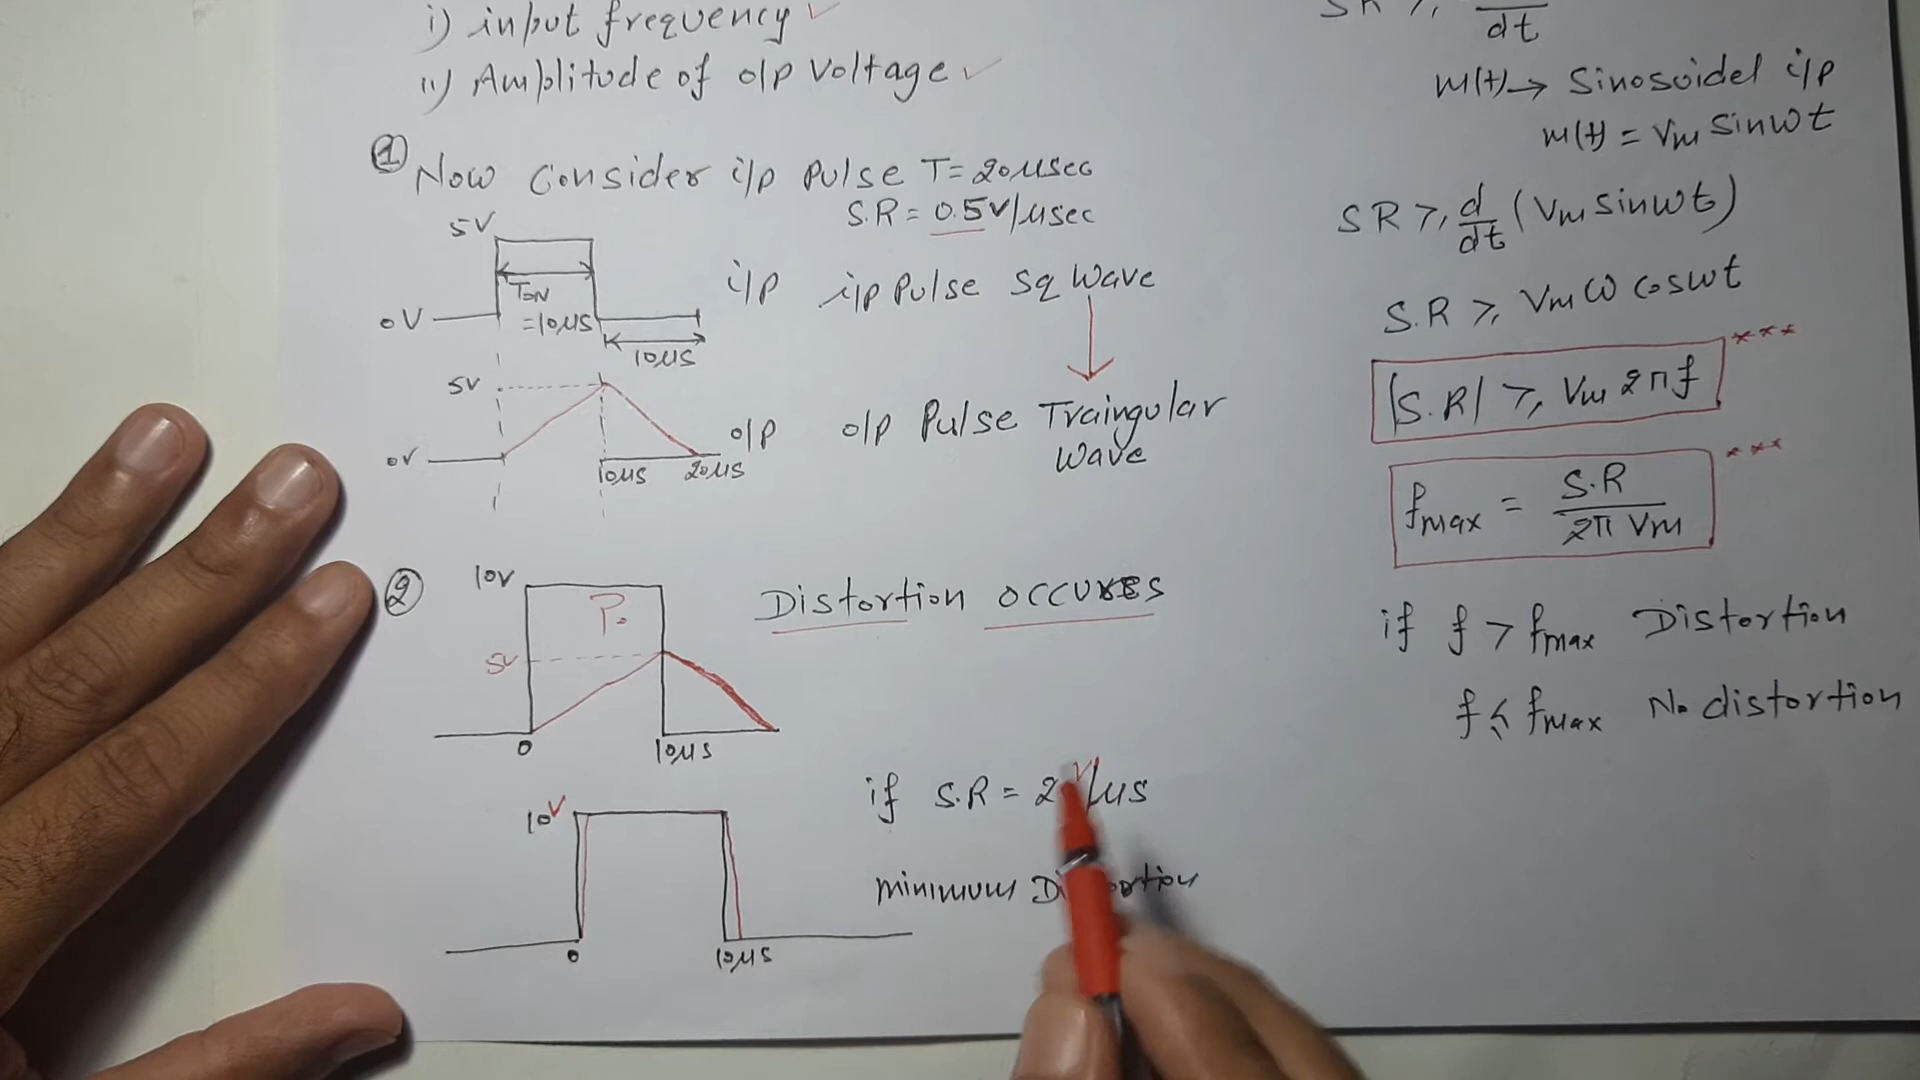 i) input frequency ✓
ii) Amplitude of o/p Voltage ✓
① Now Consider i/p Pulse T= 20μsec
S.R = 0.5V/μsec
5V
TON
=10μs
0V
10μs
i/p
i/p Pulse Sq Wave
5V
0V
10μs 20μs
o/p
o/p Pulse Traingular
Wave
②
10V
P.
5V
0
10μs
Distortion occures
10V
0
10μs
if S.R = 2V/μs
minimum
SR ≥
dt
m(t)→ Sinosoidel i/p
m(t) = Vm Sinωt
SR ≥ d/dt (Vm sinωt)
S.R ≥ Vm ω cosωt
|S.R| ≥ Vm 2πf ***
fmax = S.R / 2π Vm ***
if f > fmax Distortion
f ≤ fmax No distortion